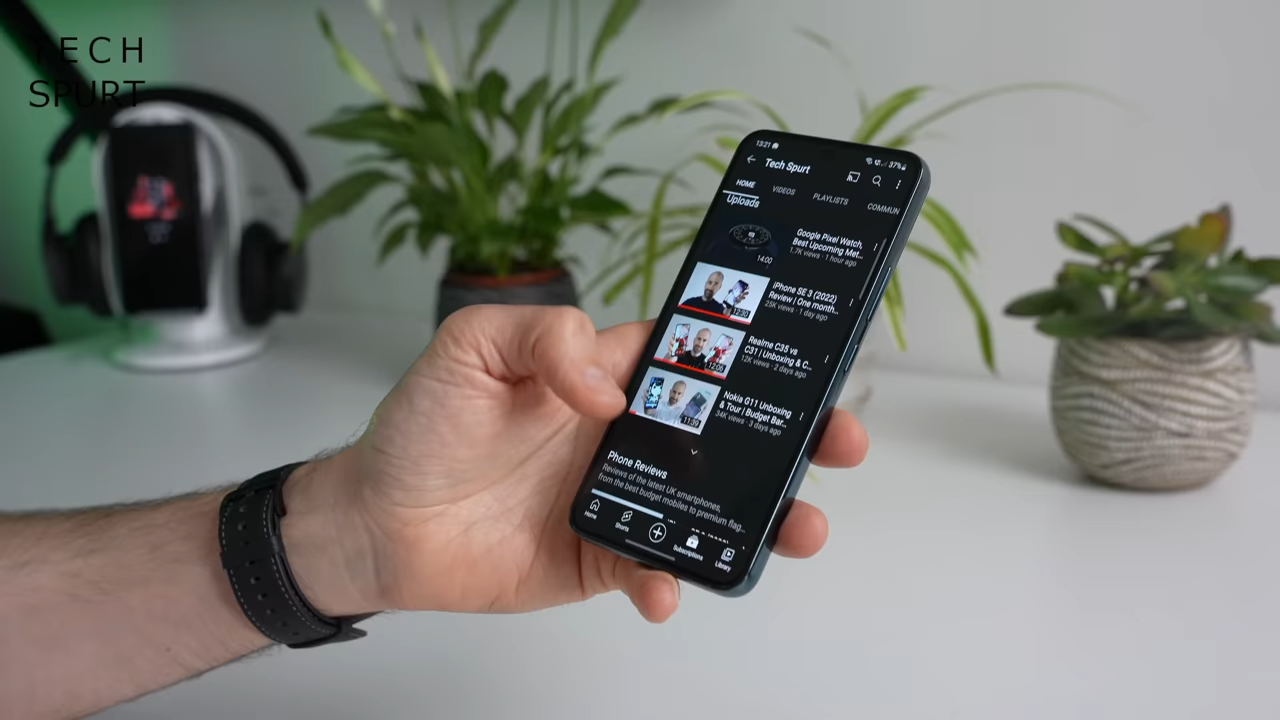 TECH
SPURT
13:21
37%
Tech Spurt
HOME VIDEOS PLAYLISTS COMMUN
Uploads
14:00
Google Pixel Watch,
Best Upcoming Met...
1.7K views · 1 hour ago
12:20
iPhone SE 3 (2022)
Review | One month...
25K views · 1 day ago
12:06
Realme C35 vs
C31 | Unboxing & C...
12K views · 2 days ago
11:39
Nokia G11 Unboxing
& Tour | Budget Bar...
34K views · 3 days ago
Phone Reviews
Reviews of the latest UK smartphones,
from the best budget mobiles to premium flag...
Home Shorts Subscriptions Library